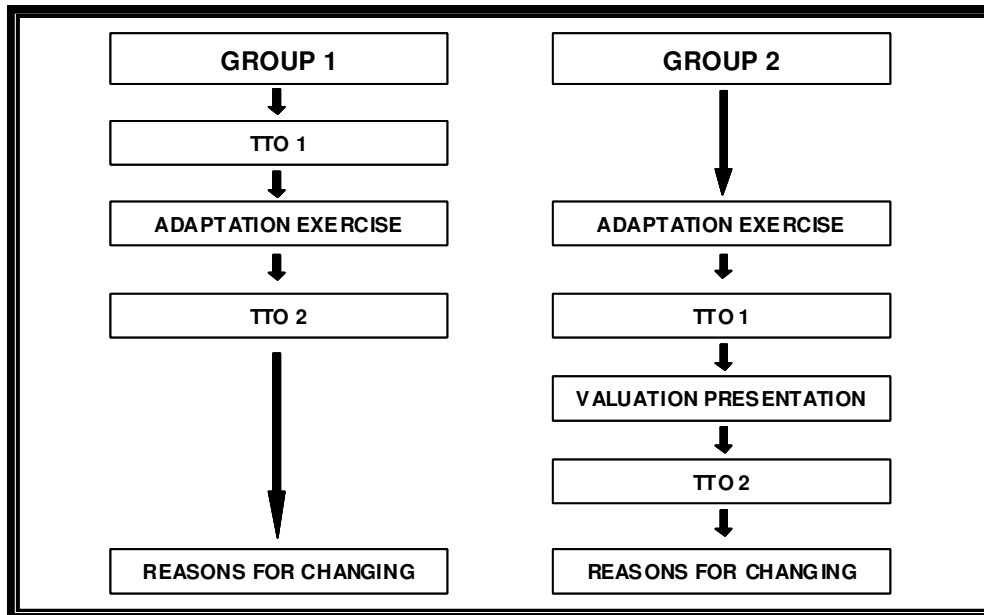 GROUP 1
TTO 1
ADAPTATION EXERCISE
TTO 2
REASONS FOR CHANGING
GROUP 2
ADAPTATION EXERCISE
TTO 1
VALUATION PRESENTATION
TTO 2
REASONS FOR CHANGING